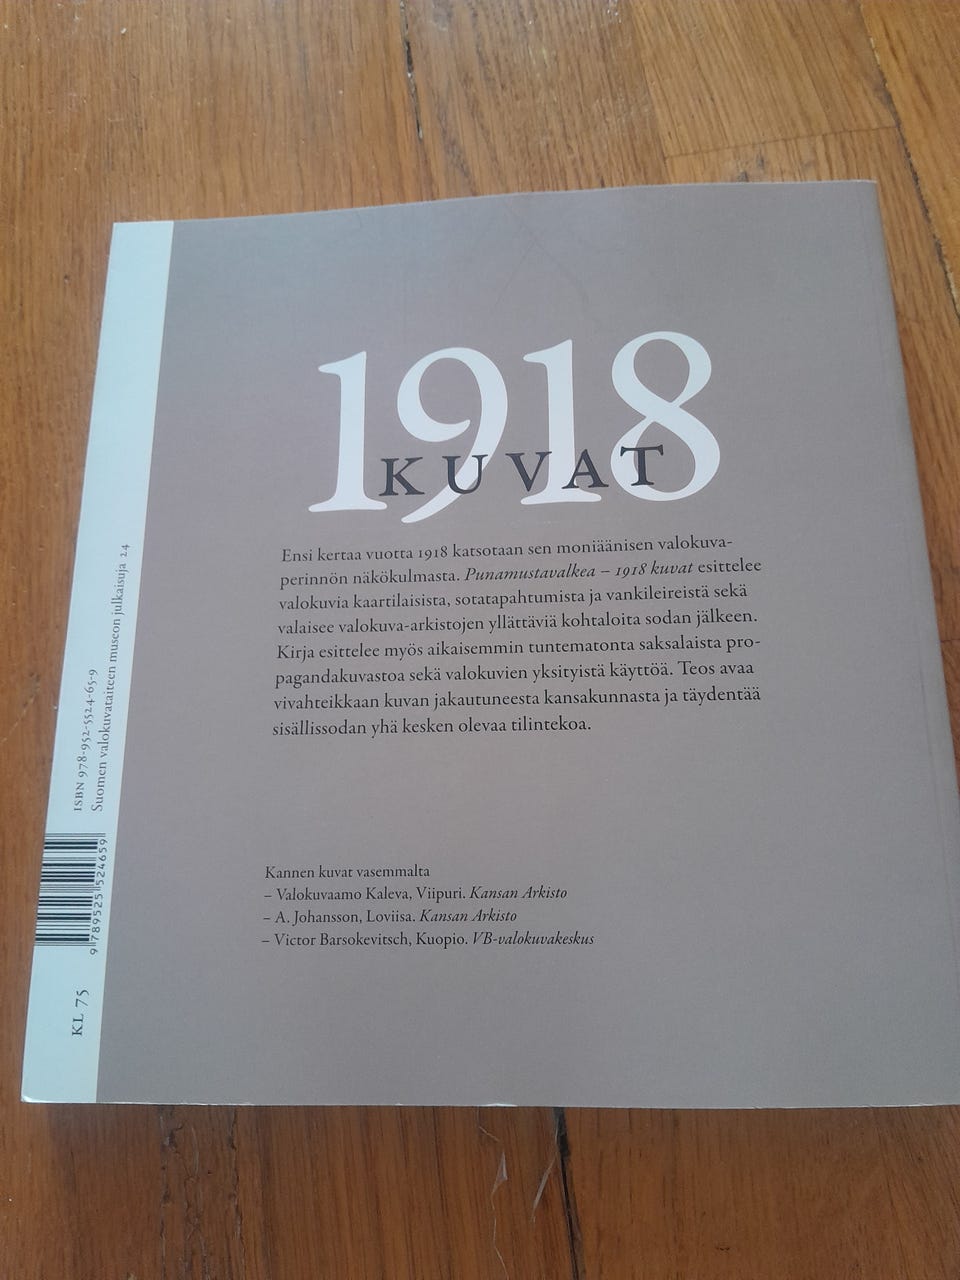 1918
KUVAT
Ensi kertaa vuotta 1918 katsotaan sen moniäänisen valokuva-
perinnön näkökulmasta. Punamustavalkea – 1918 kuvat esittelee
valokuvia kaartilaisista, sotatapahtumista ja vankileireistä sekä
valaisee valokuva-arkistojen yllättäviä kohtaloita sodan jälkeen.
Kirja esittelee myös aikaisemmin tuntematonta saksalaista pro-
pagandakuvastoa sekä valokuvien yksityistä käyttöä. Teos avaa
vivahteikkaan kuvan jakautuneesta kansakunnasta ja täydentää
sisällissodan yhä kesken olevaa tilintekoa.
Kannen kuvat vasemmalta
– Valokuvaamo Kaleva, Viipuri. Kansan Arkisto
– A. Johansson, Loviisa. Kansan Arkisto
– Victor Barsokevitsch, Kuopio. VB-valokuvakeskus
ISBN 978-952-5524-65-9
Suomen valokuvataiteen museon julkaisuja 24
9 789525 524659
KL 75